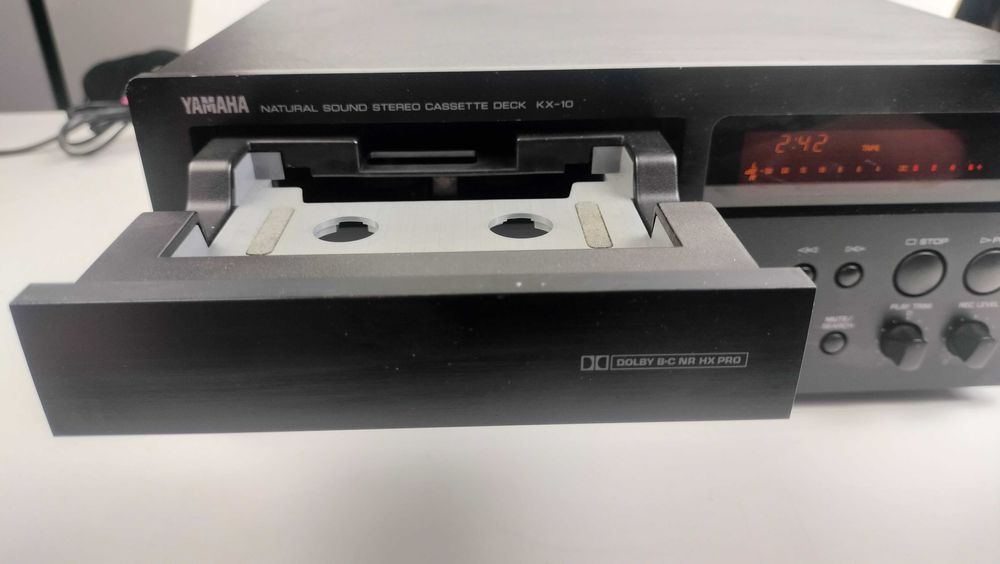 YAMAHA NATURAL SOUND STEREO CASSETTE DECK KX-10
2:42
TAPE
STOP
PLAY TRIM
REC LEVEL
MUTE/
SEARCH
DOLBY B·C NR HX PRO